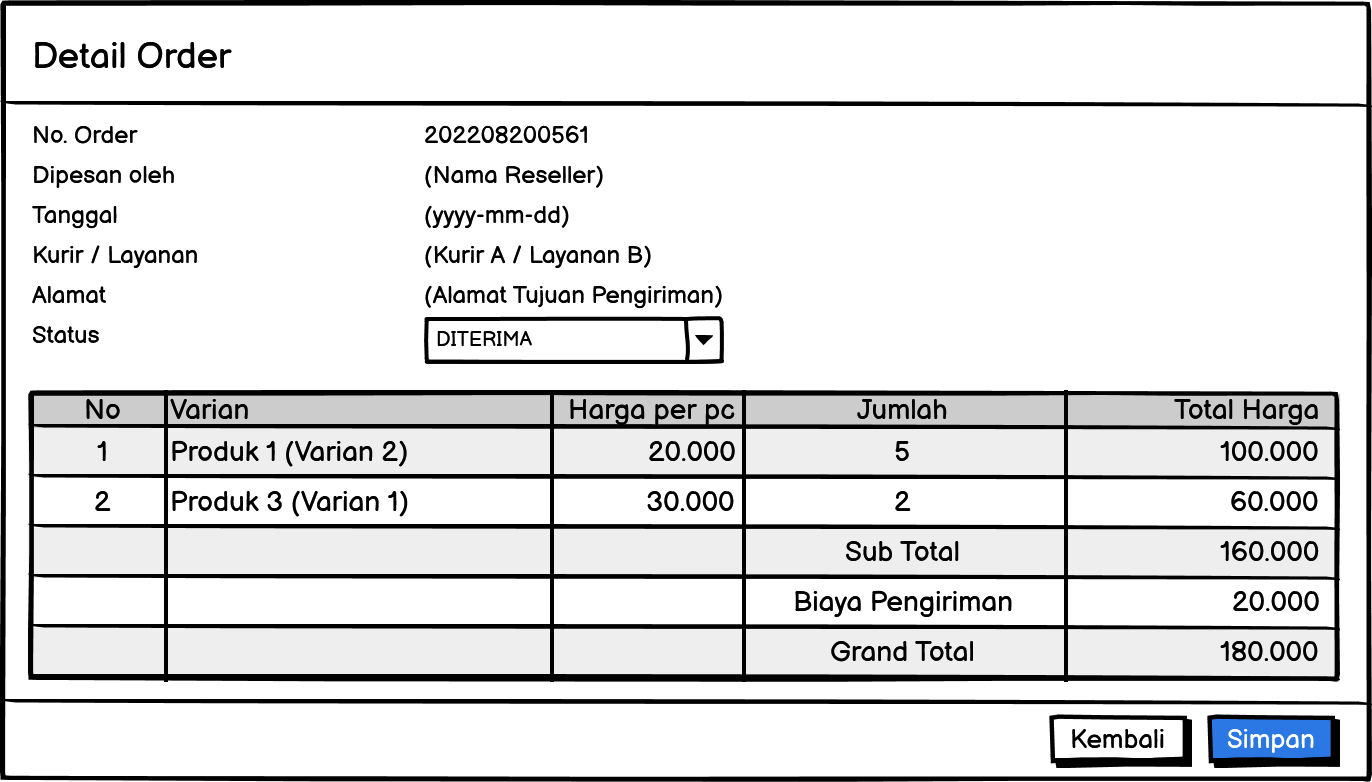 Detail Order
No. Order 202208200561
Dipesan oleh (Nama Reseller)
Tanggal (yyyy-mm-dd)
Kurir / Layanan (Kurir A / Layanan B)
Alamat (Alamat Tujuan Pengiriman)
Status DITERIMA
No Varian Harga per pc Jumlah Total Harga
1 Produk 1 (Varian 2) 20.000 5 100.000
2 Produk 3 (Varian 1) 30.000 2 60.000
Sub Total 160.000
Biaya Pengiriman 20.000
Grand Total 180.000
Kembali Simpan